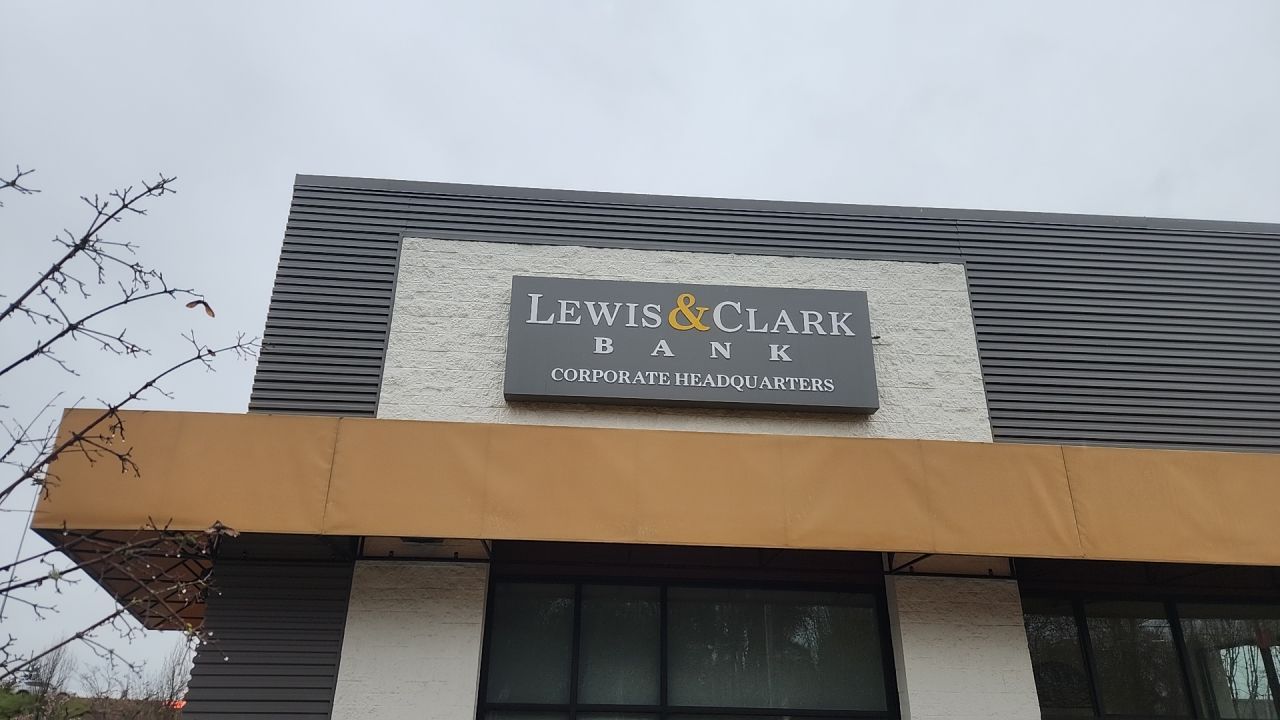 LEWIS & CLARK
BANK
CORPORATE HEADQUARTERS